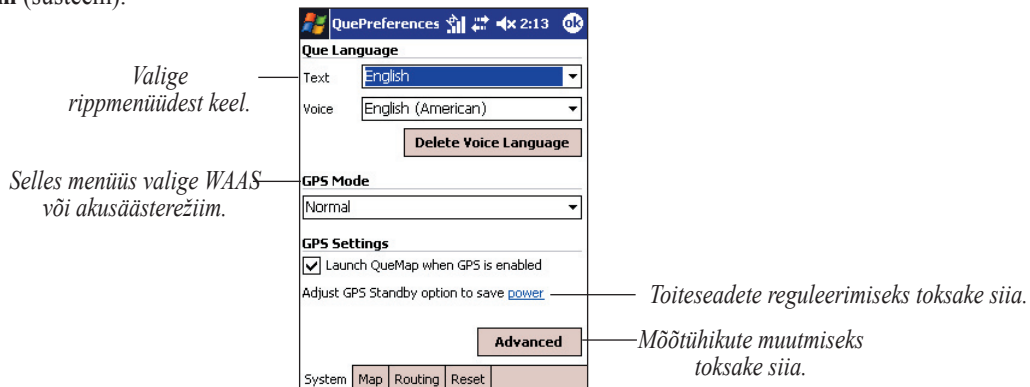 (süsteem).
QuePreferences 2:13 ok
Que Language
Valige
rippmenüüdest keel.
Text English
Voice English (American)
Delete Voice Language
Selles menüüs valige WAAS
või akusäästerežiim.
GPS Mode
Normal
GPS Settings
Launch QueMap when GPS is enabled
Adjust GPS Standby option to save power
Toiteseadete reguleerimiseks toksake siia.
Advanced
Mõõtühikute muutmiseks
toksake siia.
System Map Routing Reset